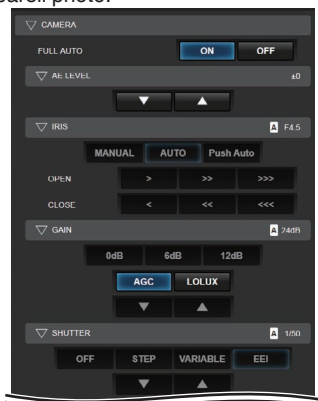 ▽ CAMERA
FULL AUTO ON OFF
▽ AE LEVEL ±0
▼ ▲
▽ IRIS A F4.5
MANUAL AUTO Push Auto
OPEN > >> >>>
CLOSE < << <<<
▽ GAIN A 24dB
0dB 6dB 12dB
AGC LOLUX
▼ ▲
▽ SHUTTER A 1/50
OFF STEP VARIABLE EEI
▼ ▲